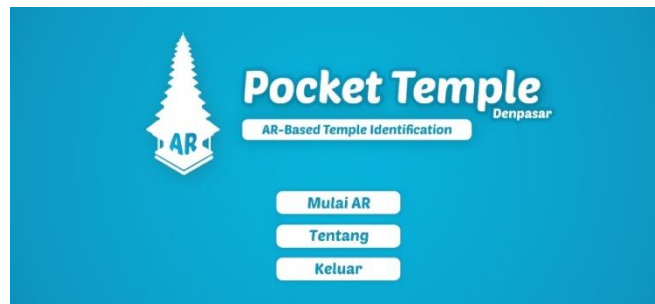 AR
Pocket Temple
Denpasar
AR-Based Temple Identification
Mulai AR
Tentang
Keluar